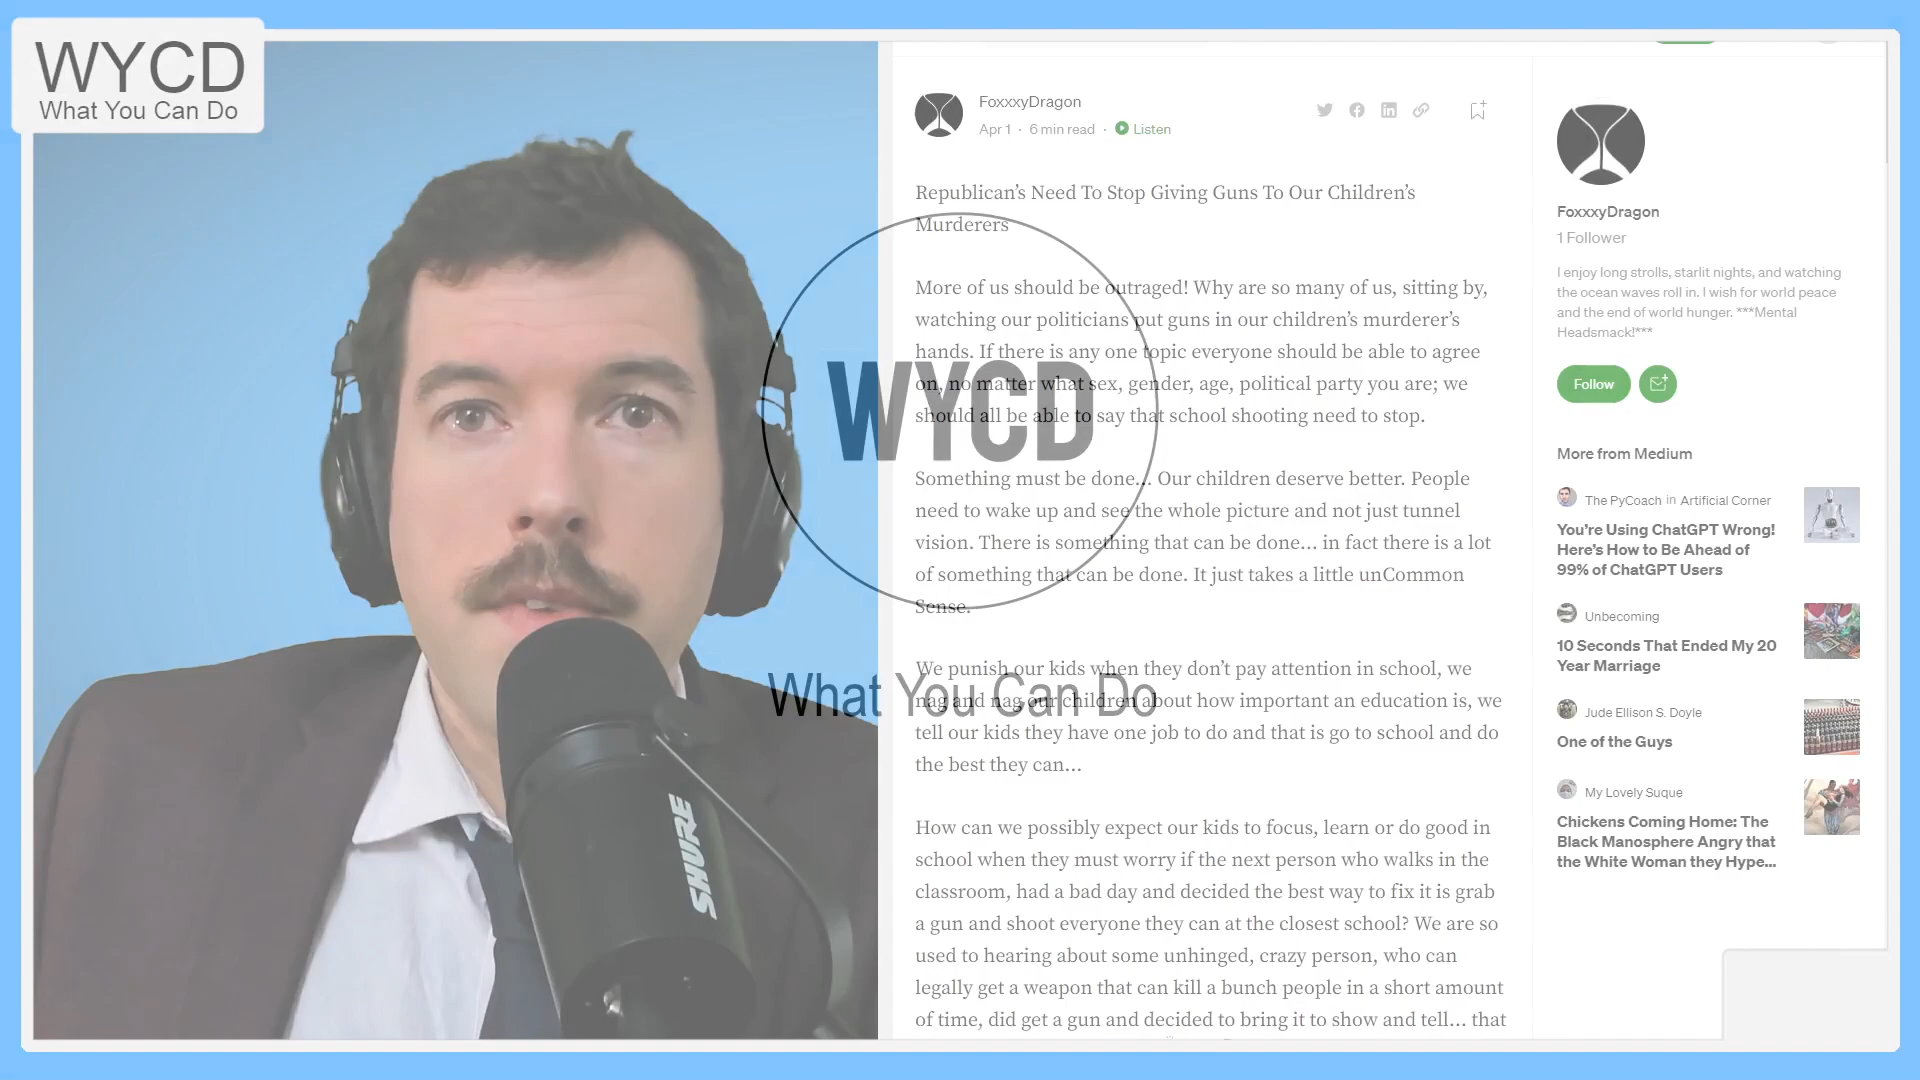 WYCD
What You Can Do
FoxxxyDragon
Apr 1 · 6 min read · Listen
Republican’s Need To Stop Giving Guns To Our Children’s
Murderers
More of us should be outraged! Why are so many of us, sitting by,
watching our politicians put guns in our children’s murderer’s
hands. If there is any one topic everyone should be able to agree
on, no matter what sex, gender, age, political party you are; we
should all be able to say that school shooting need to stop.
Something must be done... Our children deserve better. People
need to wake up and see the whole picture and not just tunnel
vision. There is something that can be done... in fact there is a lot
of something that can be done. It just takes a little unCommon
Sense.
We punish our kids when they don’t pay attention in school, we
nag and nag our children about how important an education is, we
tell our kids they have one job to do and that is go to school and do
the best they can...
How can we possibly expect our kids to focus, learn or do good in
school when they must worry if the next person who walks in the
classroom, had a bad day and decided the best way to fix it is grab
a gun and shoot everyone they can at the closest school? We are so
used to hearing about some unhinged, crazy person, who can
legally get a weapon that can kill a bunch people in a short amount
of time, did get a gun and decided to bring it to show and tell... that
WYCD
What You Can Do
SHURE
FoxxxyDragon
1 Follower
I enjoy long strolls, starlit nights, and watching
the ocean waves roll in. I wish for world peace
and the end of world hunger. ***Mental
Headsmack!***
Follow
More from Medium
The PyCoach in Artificial Corner
You’re Using ChatGPT Wrong!
Here’s How to Be Ahead of
99% of ChatGPT Users
Unbecoming
10 Seconds That Ended My 20
Year Marriage
Jude Ellison S. Doyle
One of the Guys
My Lovely Suque
Chickens Coming Home: The
Black Manosphere Angry that
the White Woman they Hype...